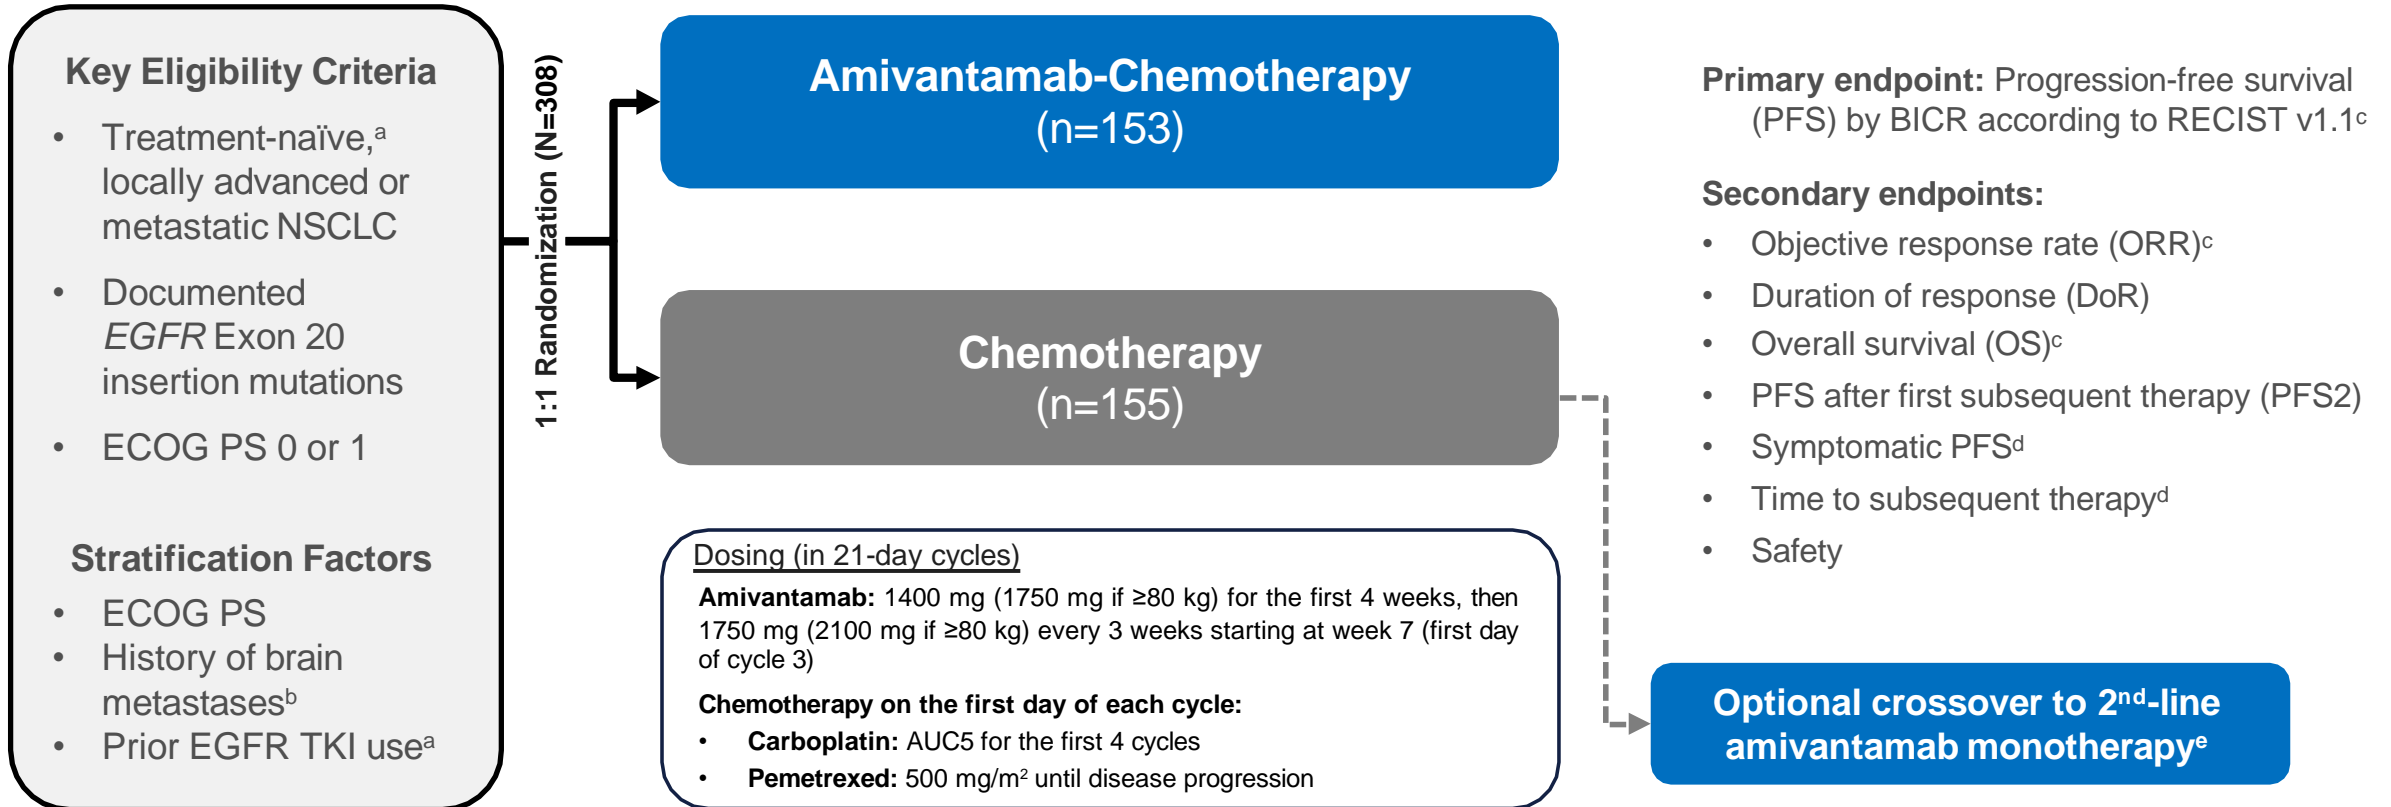 Key Eligibility Criteria
• Treatment-naïve,ᵃ
locally advanced or
metastatic NSCLC
• Documented
EGFR Exon 20
insertion mutations
• ECOG PS 0 or 1
Stratification Factors
• ECOG PS
• History of brain
metastasesᵇ
• Prior EGFR TKI useᵃ
1:1 Randomization (N=308)
Amivantamab-Chemotherapy
(n=153)
Chemotherapy
(n=155)
Dosing (in 21-day cycles)
Amivantamab: 1400 mg (1750 mg if ≥80 kg) for the first 4 weeks, then
1750 mg (2100 mg if ≥80 kg) every 3 weeks starting at week 7 (first day
of cycle 3)
Chemotherapy on the first day of each cycle:
• Carboplatin: AUC5 for the first 4 cycles
• Pemetrexed: 500 mg/m² until disease progression
Primary endpoint: Progression-free survival
(PFS) by BICR according to RECIST v1.1ᶜ
Secondary endpoints:
• Objective response rate (ORR)ᶜ
• Duration of response (DoR)
• Overall survival (OS)ᶜ
• PFS after first subsequent therapy (PFS2)
• Symptomatic PFSᵈ
• Time to subsequent therapyᵈ
• Safety
Optional crossover to 2ⁿᵈ-line
amivantamab monotherapyᵉ